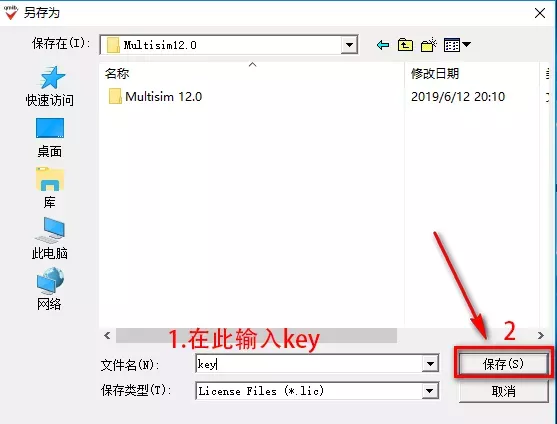 另存为
保存在(I):
Multisim12.0
名称
修改日期
Multisim 12.0
2019/6/12 20:10
快速访问
桌面
库
此电脑
网络
1.在此输入key
2
文件名(N):
key
保存(S)
保存类型(T):
License Files (*.lic)
取消